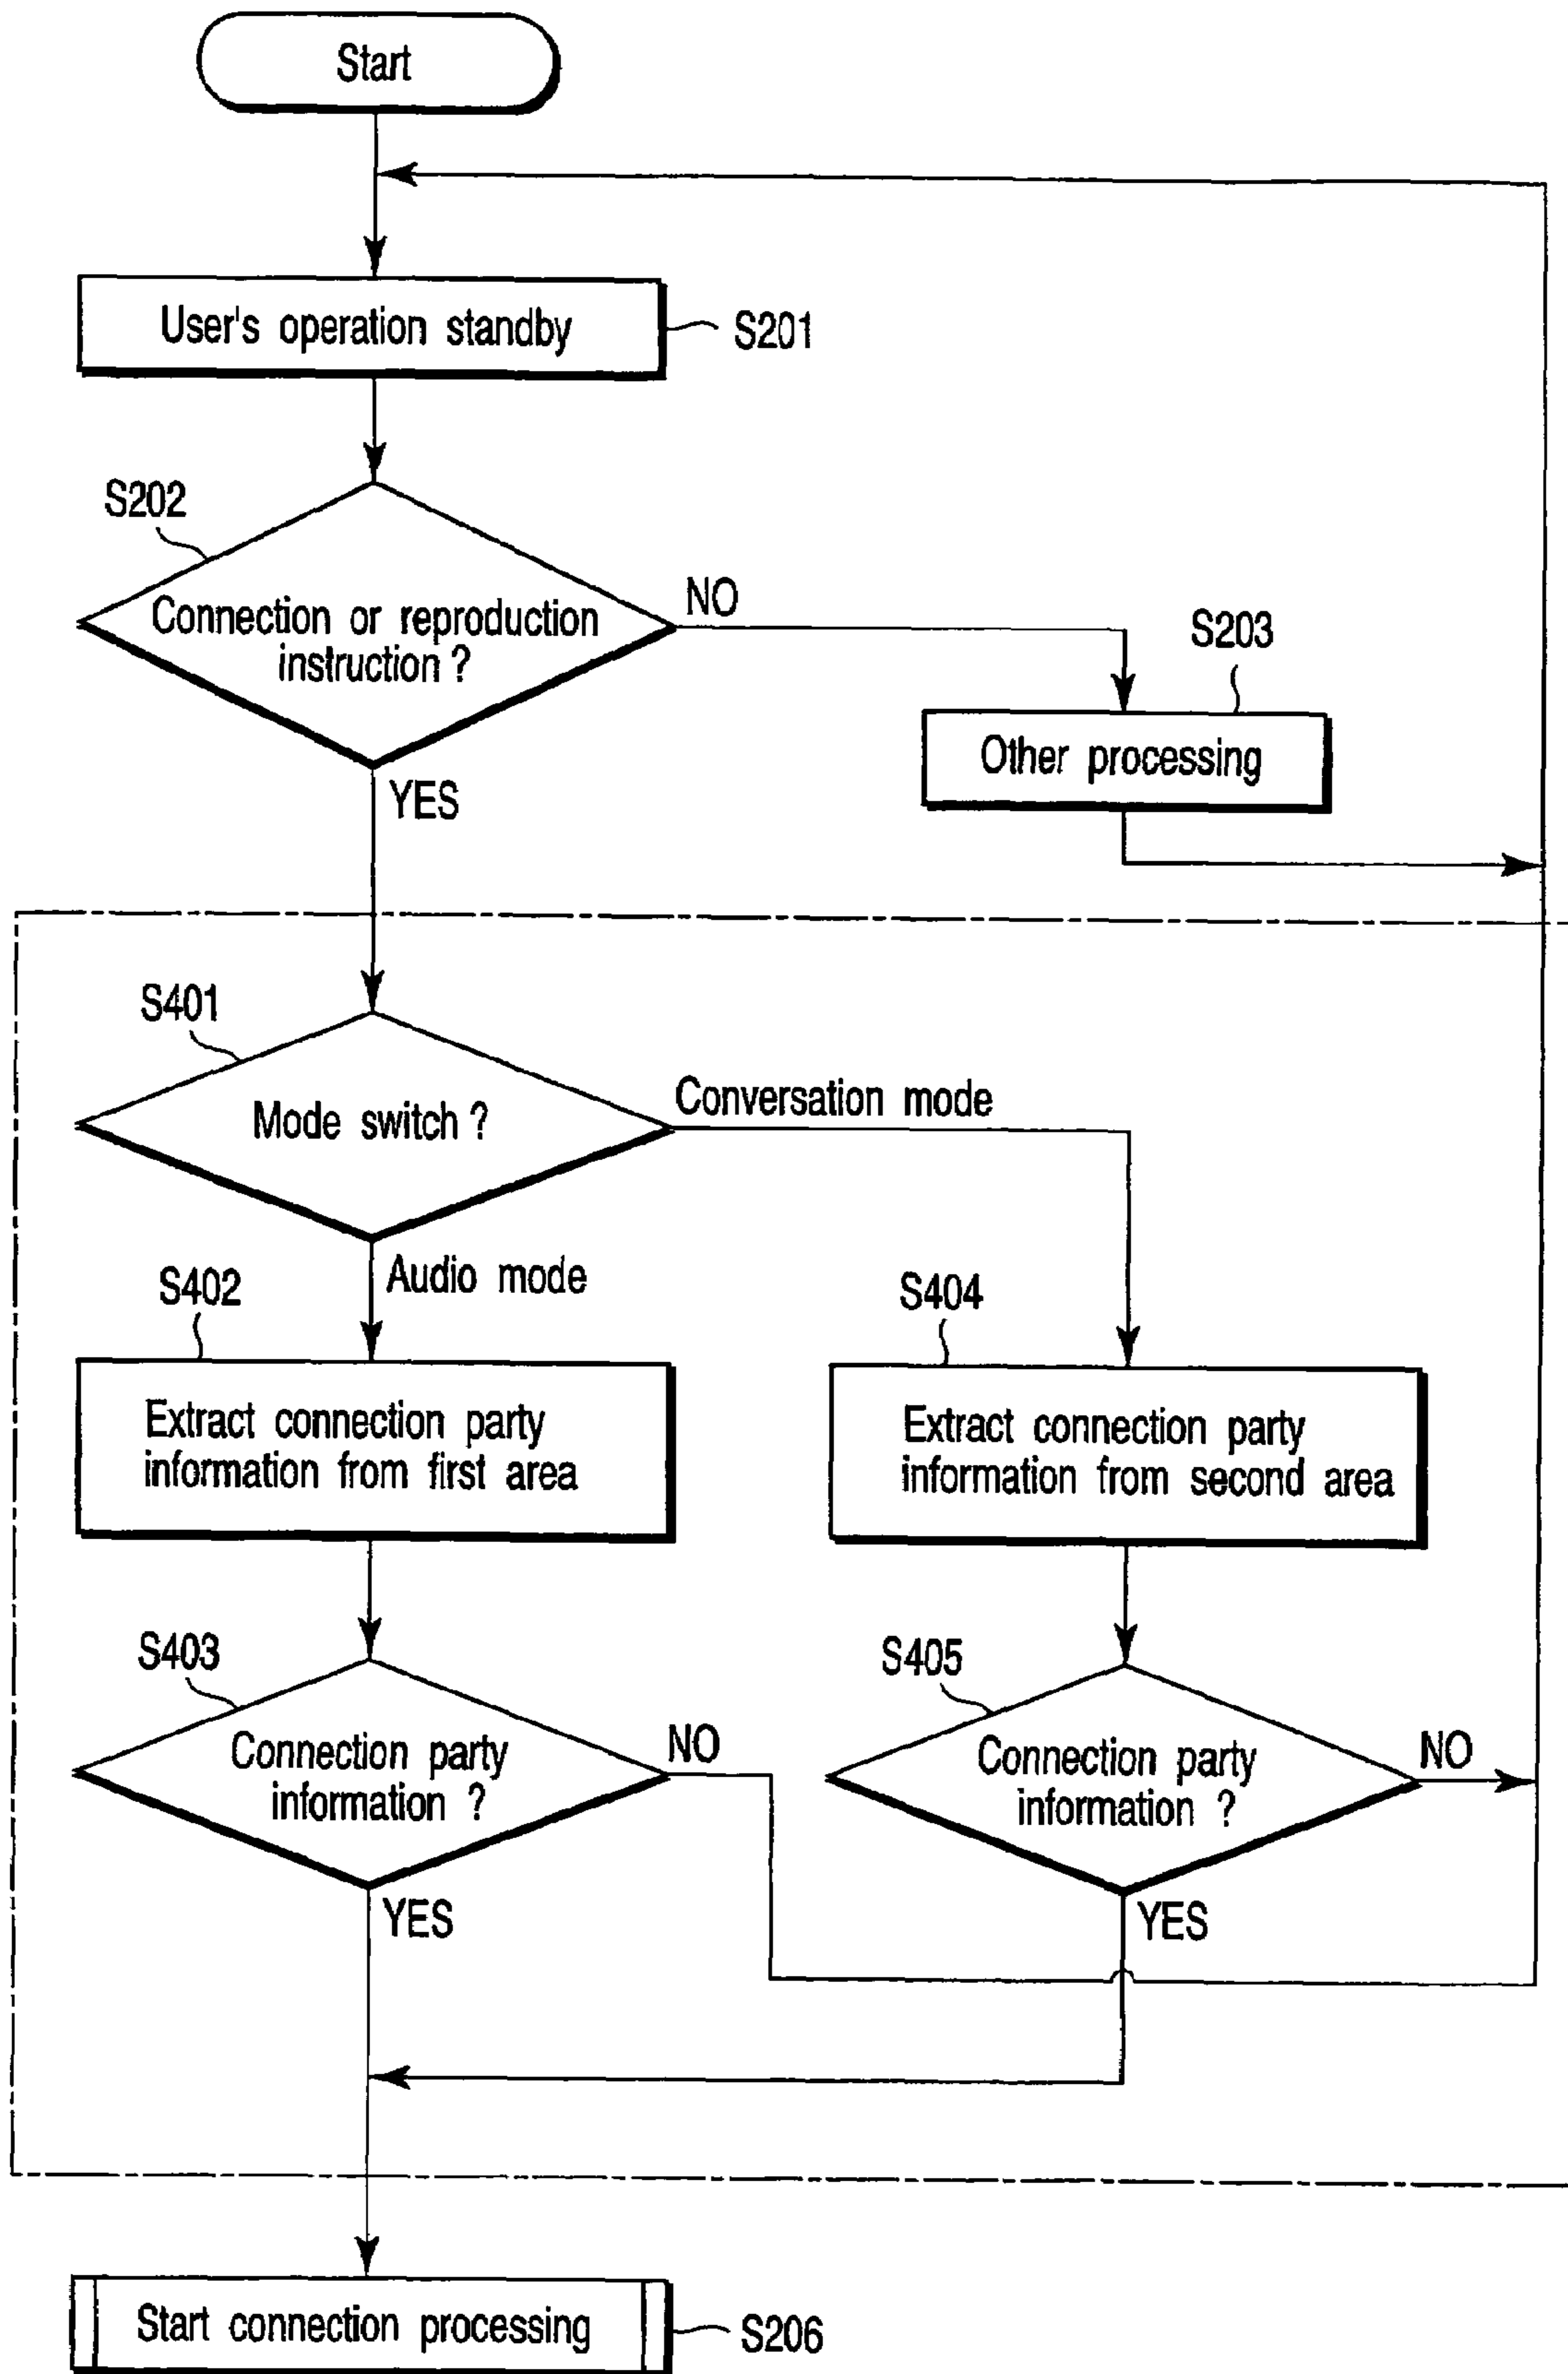 Start
User's operation standby
S201
S202
Connection or reproduction
instruction ?
NO
YES
S203
Other processing
S401
Mode switch ?
Conversation mode
Audio mode
S402
Extract connection party
information from first area
S404
Extract connection party
information from second area
S403
Connection party
information ?
NO
YES
S405
Connection party
information ?
NO
YES
Start connection processing
S206